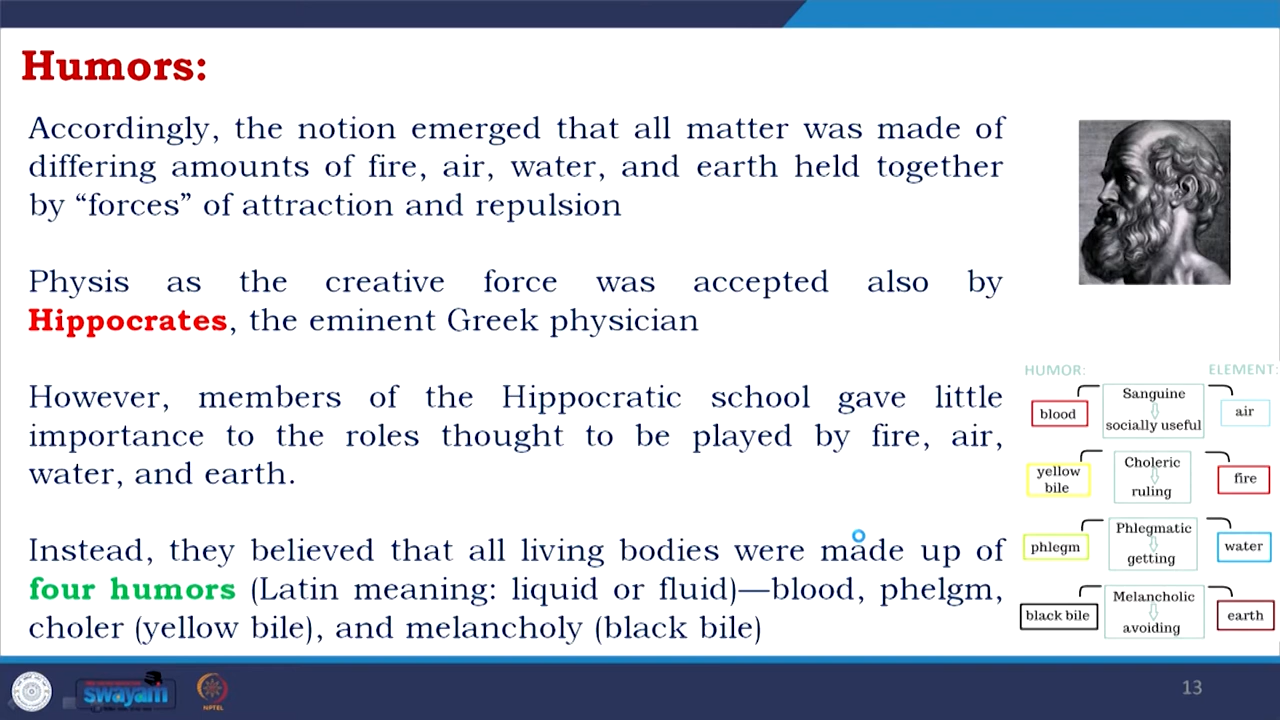 Humors:
Accordingly, the notion emerged that all matter was made of
differing amounts of fire, air, water, and earth held together
by “forces” of attraction and repulsion
Physis as the creative force was accepted also by
Hippocrates, the eminent Greek physician
However, members of the Hippocratic school gave little
importance to the roles thought to be played by fire, air,
water, and earth.
Instead, they believed that all living bodies were made up of
four humors (Latin meaning: liquid or fluid)—blood, phelgm,
choler (yellow bile), and melancholy (black bile)
HUMOR: ELEMENT:
Sanguine
blood
socially useful
air
Choleric
yellow
bile
ruling
fire
Phlegmatic
phlegm
getting
water
Melancholic
black bile
avoiding
earth
swayam
NPTEL
13